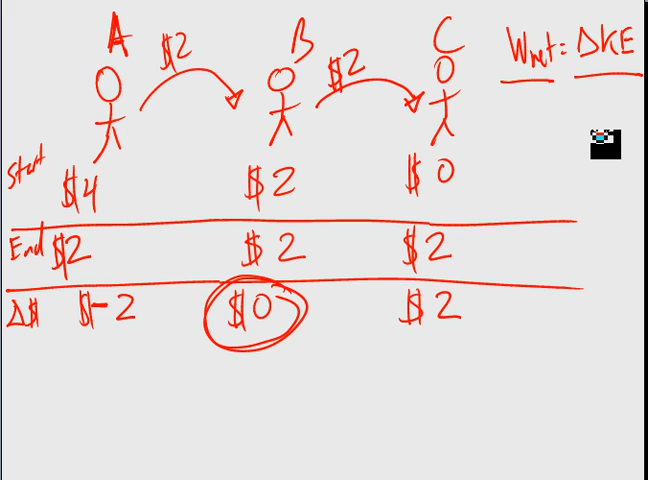 A B C
$2 $2 Wnet = ΔKE
Start $4 $2 $0
End $2 $2 $2
Δ$ $-2 $0 $2